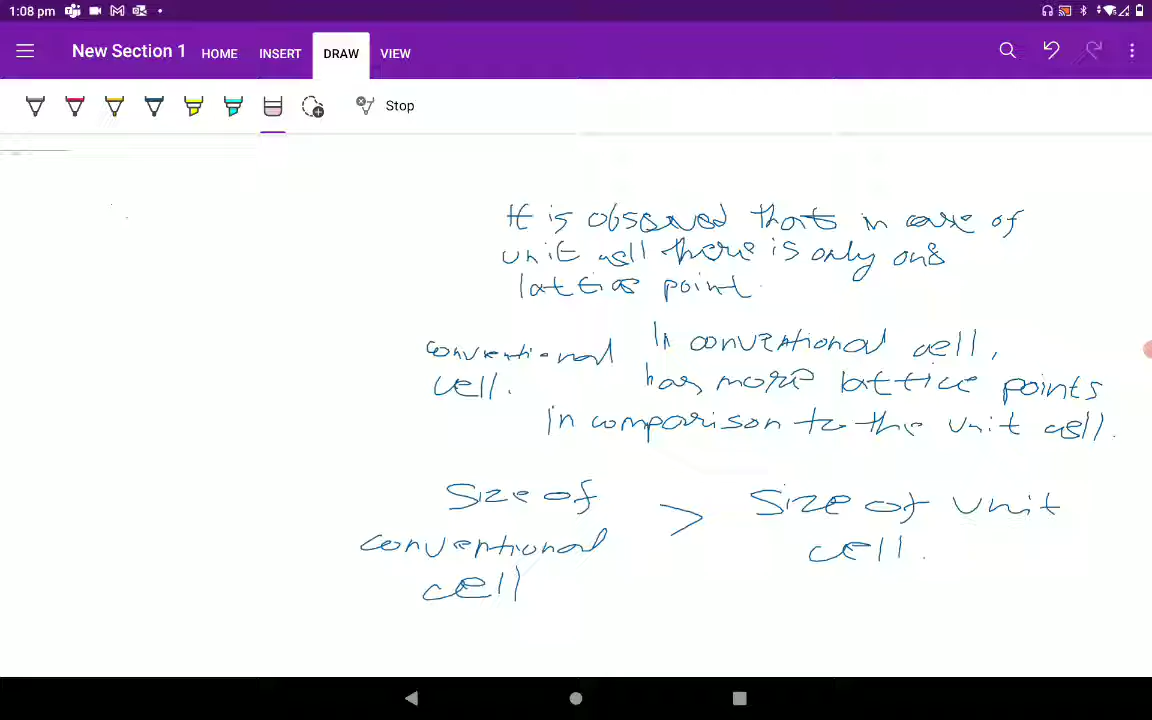 1:08 pm
New Section 1 HOME INSERT DRAW VIEW
Stop
It is observed that in case of
unit cell there is only one
lattice point.
conventional
cell.
In conventional cell,
has more lattice points
In comparison to the unit cell.
Size of
conventional
cell
>
Size of unit
cell.